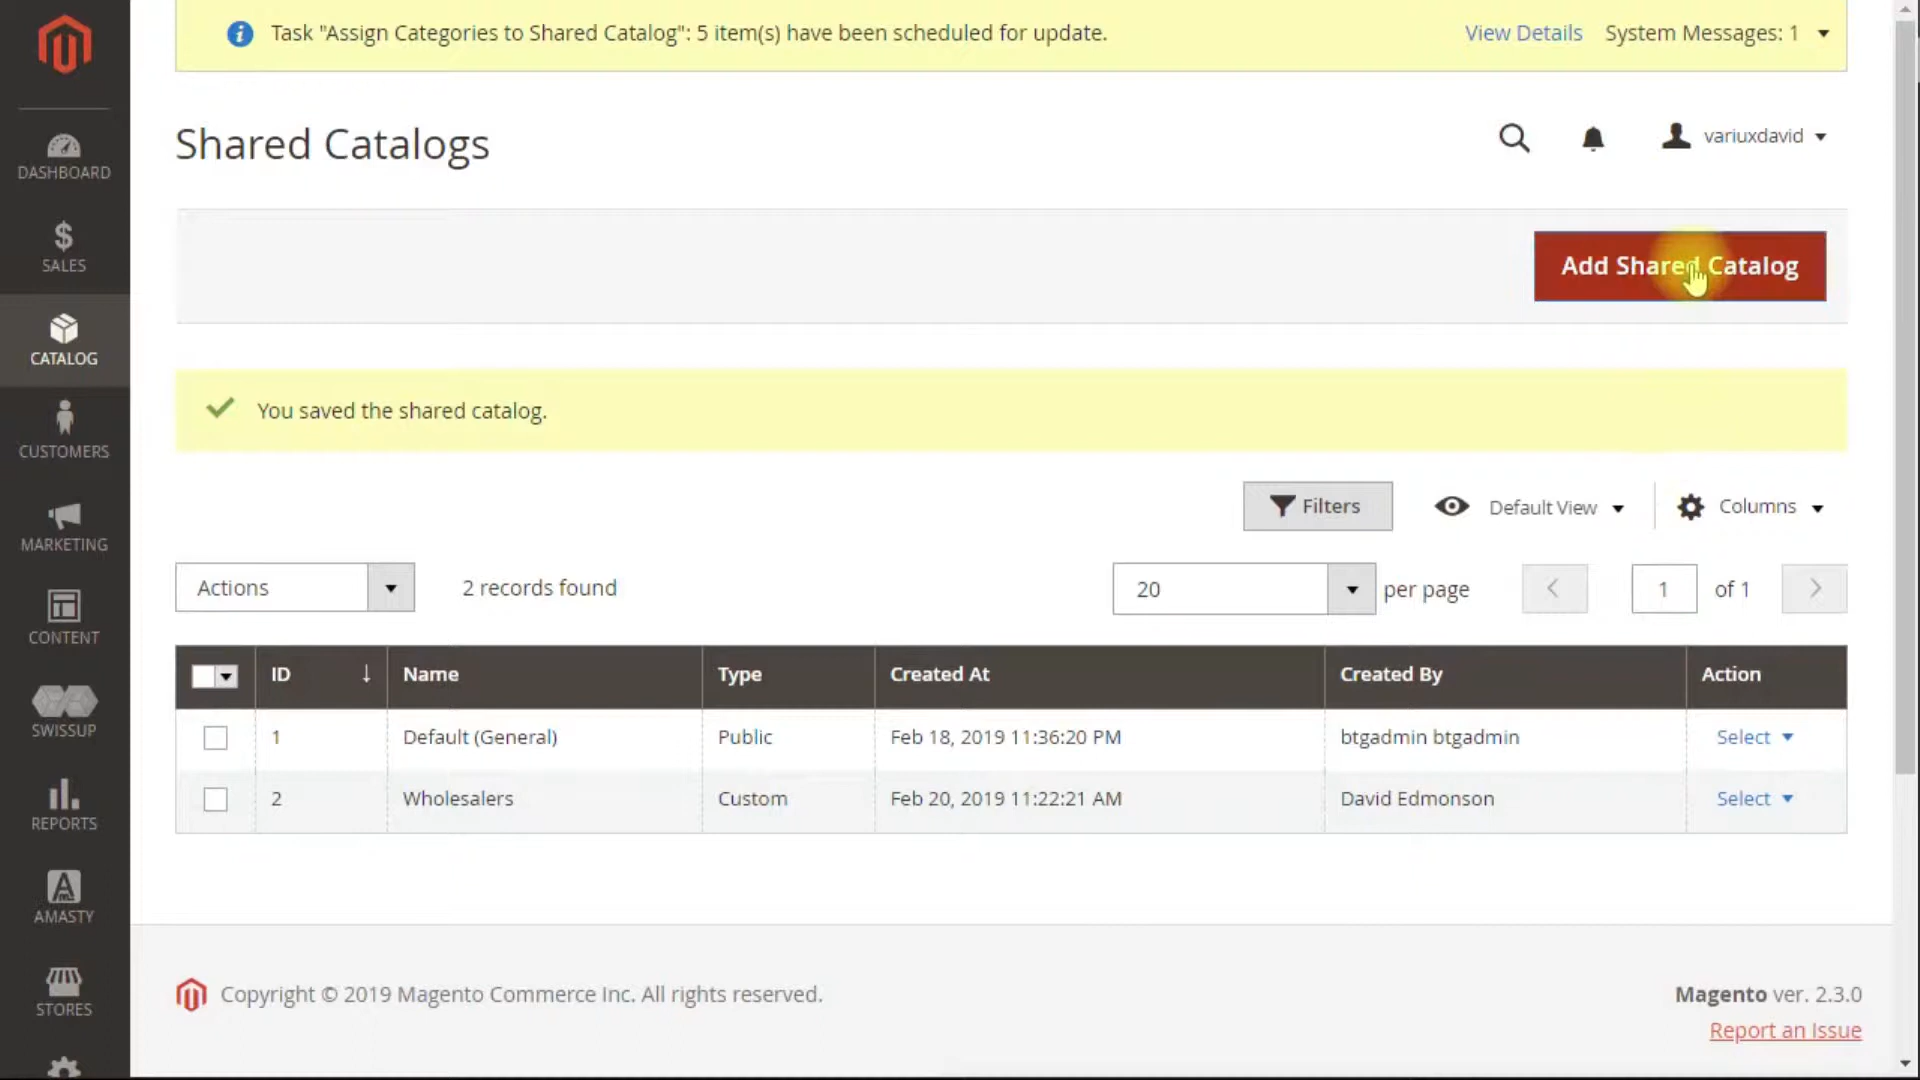 Task "Assign Categories to Shared Catalog": 5 item(s) have been scheduled for update.
View Details
System Messages: 1
Shared Catalogs
variuxdavid
Add Shared Catalog
You saved the shared catalog.
Filters
Default View
Columns
Actions
2 records found
20
per page
1
of 1
ID Name Type Created At Created By Action
1 Default (General) Public Feb 18, 2019 11:36:20 PM btgadmin btgadmin Select
2 Wholesalers Custom Feb 20, 2019 11:22:21 AM David Edmonson Select
Copyright © 2019 Magento Commerce Inc. All rights reserved.
Magento ver. 2.3.0
Report an Issue
DASHBOARD
SALES
CATALOG
CUSTOMERS
MARKETING
CONTENT
SWISSUP
REPORTS
AMASTY
STORES